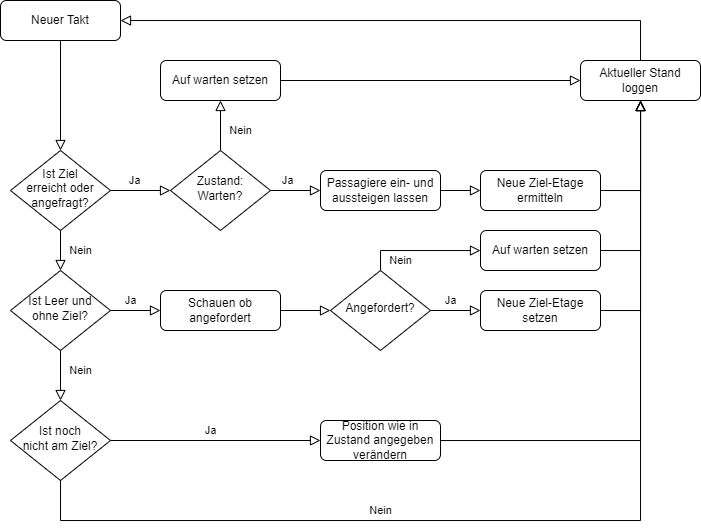 Neuer Takt
Auf warten setzen
Aktueller Stand
loggen
Nein
Ist Ziel
erreicht oder
angefragt?
Ja
Zustand:
Warten?
Ja
Passagiere ein- und
aussteigen lassen
Neue Ziel-Etage
ermitteln
Nein
Nein
Auf warten setzen
Ist Leer und
ohne Ziel?
Ja
Schauen ob
angefordert
Angefordert?
Ja
Neue Ziel-Etage
setzen
Nein
Ist noch
nicht am Ziel?
Ja
Position wie in
Zustand angegeben
verändern
Nein